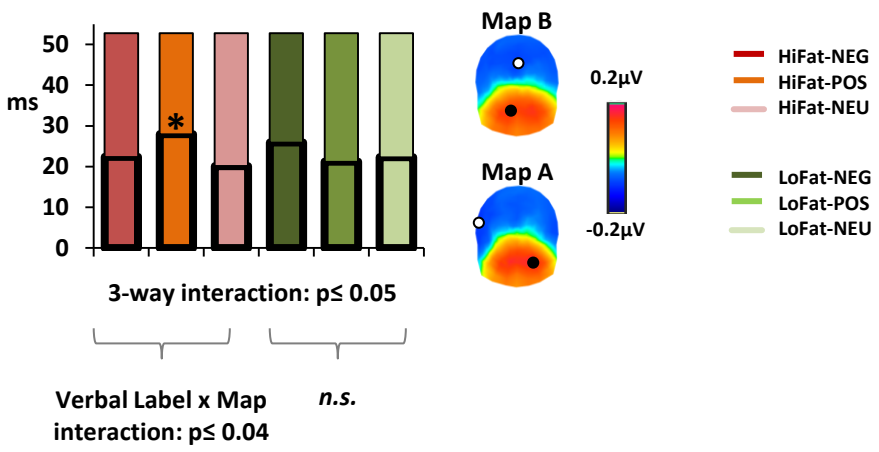 50
40
ms
30
20
10
0
*
3-way interaction: p≤ 0.05
Verbal Label x Map
interaction: p≤ 0.04
n.s.
Map B
0.2µV
Map A
-0.2µV
HiFat-NEG
HiFat-POS
HiFat-NEU
LoFat-NEG
LoFat-POS
LoFat-NEU